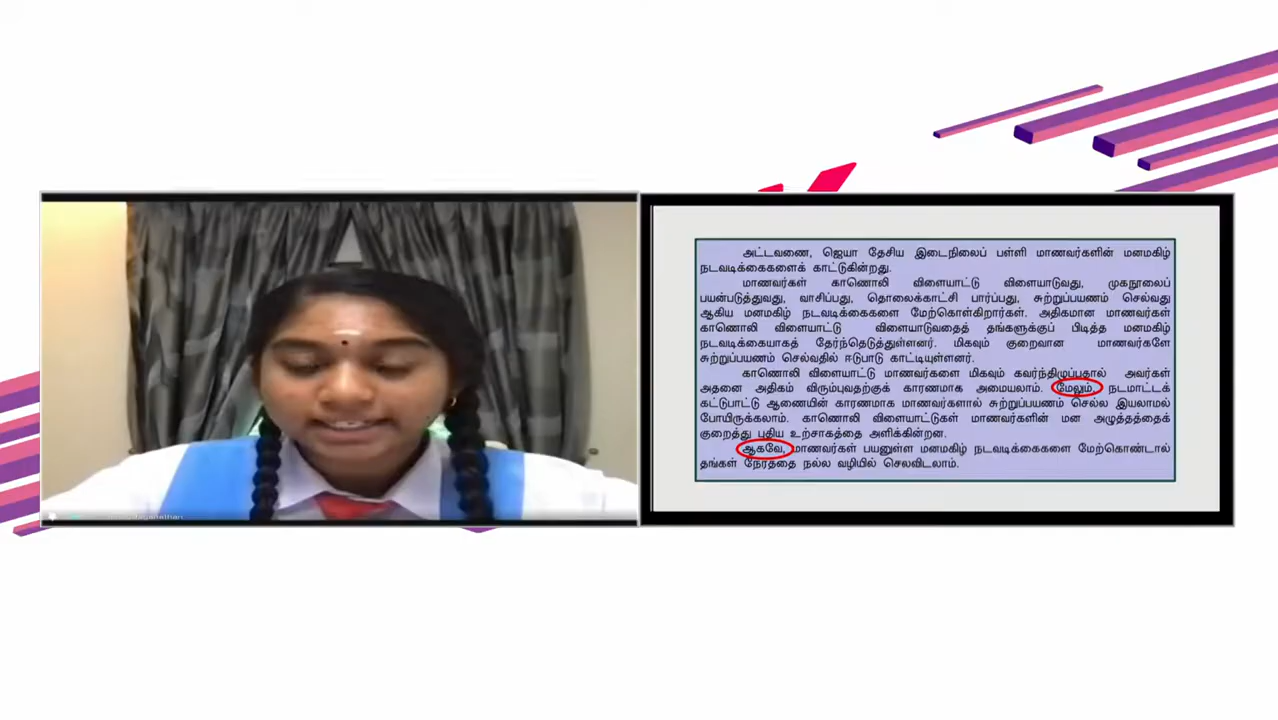 அட்டவணை, ஜெயா தேசிய இடைநிலைப் பள்ளி மாணவர்களின் மனமகிழ்
நடவடிக்கைகளைக் காட்டுகின்றது.
மாணவர்கள் காணொலி விளையாட்டு விளையாடுவது, முகநூலைப்
பயன்படுத்துவது, வாசிப்பது, தொலைக்காட்சி பார்ப்பது, சுற்றுப்பயணம் செல்வது
ஆகிய மனமகிழ் நடவடிக்கைகளை மேற்கொள்கிறார்கள். அதிகமான மாணவர்கள்
காணொலி விளையாட்டு விளையாடுவதைத் தங்களுக்குப் பிடித்த மனமகிழ்
நடவடிக்கையாகத் தேர்ந்தெடுத்துள்ளனர். மிகவும் குறைவான மாணவர்களே
சுற்றுப்பயணம் செல்வதில் ஈடுபாடு காட்டியுள்ளனர்.
காணொலி விளையாட்டு மாணவர்களை மிகவும் கவர்ந்திழுப்பதால் அவர்கள்
அதனை அதிகம் விரும்புவதற்குக் காரணமாக அமையலாம். மேலும், நடமாட்டக்
கட்டுபாட்டு ஆணையின் காரணமாக மாணவர்களால் சுற்றுப்பயணம் செல்ல இயலாமல்
போயிருக்கலாம். காணொலி விளையாட்டுகள் மாணவர்களின் மன அழுத்தத்தைக்
குறைத்து புதிய உற்சாகத்தை அளிக்கின்றன.
ஆகவே, மாணவர்கள் பயனுள்ள மனமகிழ் நடவடிக்கைகளை மேற்கொண்டால்
தங்கள் நேரத்தை நல்ல வழியில் செலவிடலாம்.